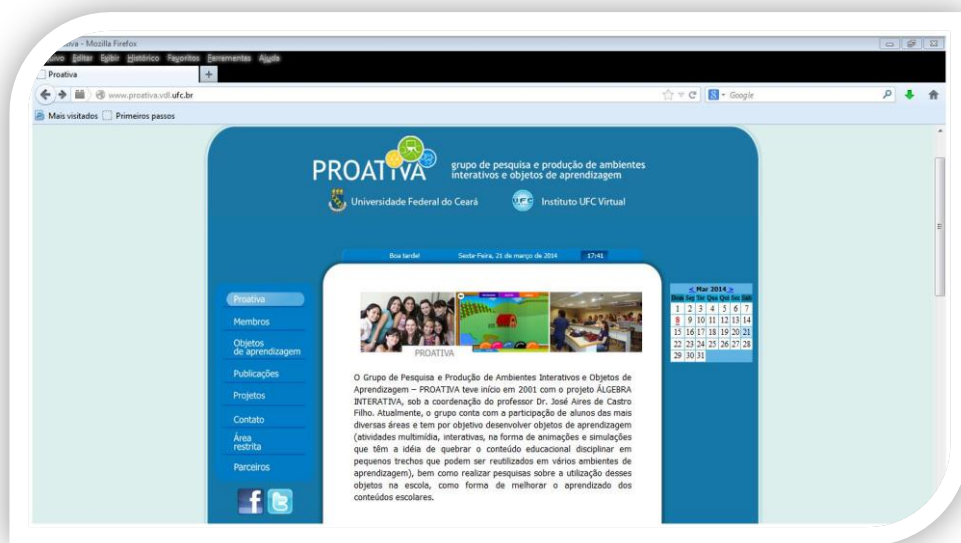 - Mozilla Firefox
Editar Exibir Histórico Favoritos Ferramentas Ajuda
Proativa +
www.proativa.vdl.ufc.br
Google
Mais visitados Primeiros passos
PROATIVA
grupo de pesquisa e produção de ambientes
interativos e objetos de aprendizagem
Universidade Federal do Ceará
UFC
Instituto UFC Virtual
Boa tarde! Sexta-Feira, 21 de março de 2014 17:41
Proativa
Membros
Objetos
de aprendizagem
Publicações
Projetos
Contato
Área
restrita
Parceiros
PROATIVA
O Grupo de Pesquisa e Produção de Ambientes Interativos e Objetos de
Aprendizagem – PROATIVA teve início em 2001 com o projeto ÁLGEBRA
INTERATIVA, sob a coordenação do professor Dr. José Aires de Castro
Filho. Atualmente, o grupo conta com a participação de alunos das mais
diversas áreas e tem por objetivo desenvolver objetos de aprendizagem
(atividades multimídia, interativas, na forma de animações e simulações
que têm a idéia de quebrar o conteúdo educacional disciplinar em
pequenos trechos que podem ser reutilizados em vários ambientes de
aprendizagem), bem como realizar pesquisas sobre a utilização desses
objetos na escola, como forma de melhorar o aprendizado dos
conteúdos escolares.
< Mar 2014 >
Dom Seg Ter Qua Qui Sex Sáb
1 2 3 4 5 6 7
8 9 10 11 12 13 14
15 16 17 18 19 20 21
22 23 24 25 26 27 28
29 30 31